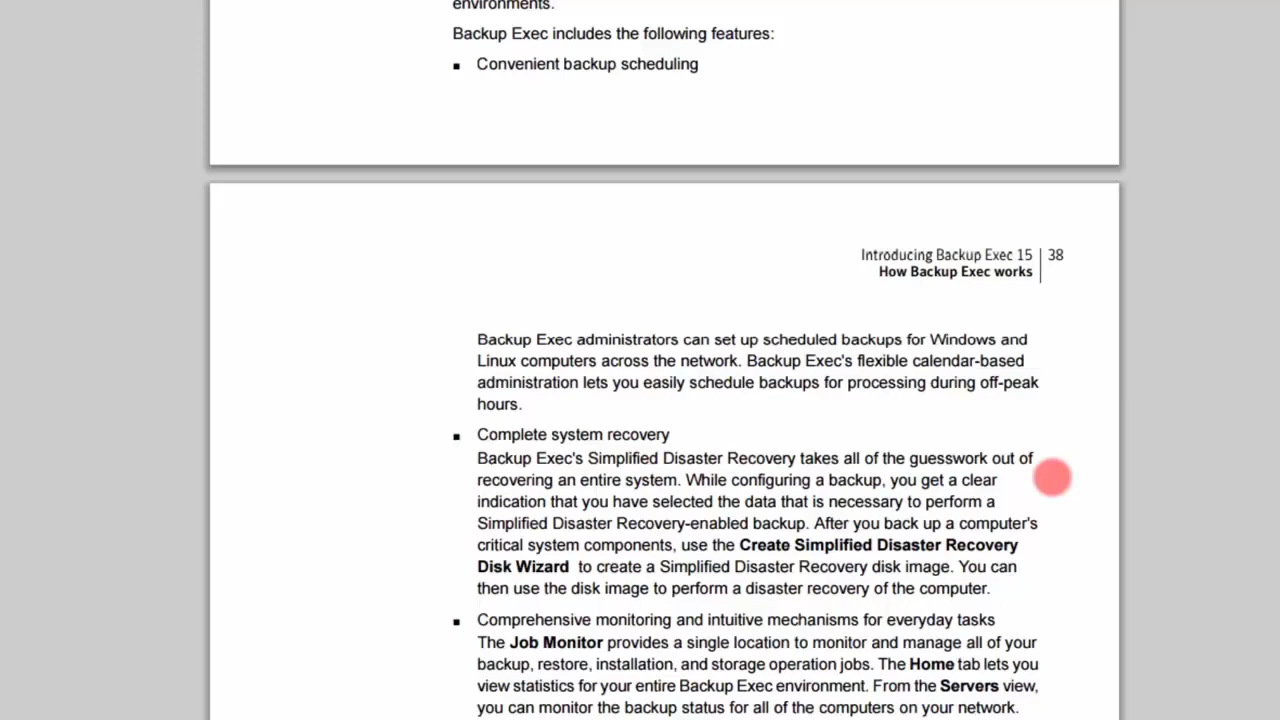 environments.
Backup Exec includes the following features:
▪ Convenient backup scheduling
Introducing Backup Exec 15 | 38
How Backup Exec works
Backup Exec administrators can set up scheduled backups for Windows and
Linux computers across the network. Backup Exec's flexible calendar-based
administration lets you easily schedule backups for processing during off-peak
hours.
▪ Complete system recovery
Backup Exec's Simplified Disaster Recovery takes all of the guesswork out of
recovering an entire system. While configuring a backup, you get a clear
indication that you have selected the data that is necessary to perform a
Simplified Disaster Recovery-enabled backup. After you back up a computer's
critical system components, use the Create Simplified Disaster Recovery
Disk Wizard to create a Simplified Disaster Recovery disk image. You can
then use the disk image to perform a disaster recovery of the computer.
▪ Comprehensive monitoring and intuitive mechanisms for everyday tasks
The Job Monitor provides a single location to monitor and manage all of your
backup, restore, installation, and storage operation jobs. The Home tab lets you
view statistics for your entire Backup Exec environment. From the Servers view,
you can monitor the backup status for all of the computers on your network.